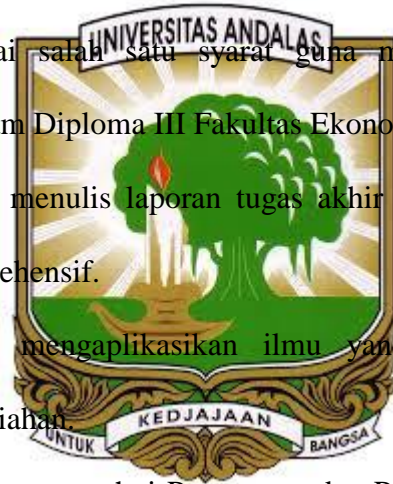 UNIVERSITAS ANDALAS
ai salah satu syarat guna m
m Diploma III Fakultas Ekono
menulis laporan tugas akhir
ehensif.
mengaplikasikan ilmu yan
iahan.
KEDJAJAAN
UNTUK BANGSA